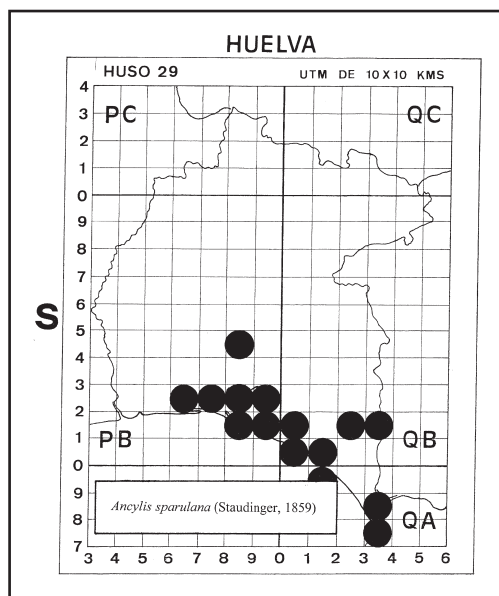 HUELVA
HUSO 29 UTM DE 10 X 10 KMS
4
PC QC
3
2
1
0
9
8
7
6
S
5
4
3
2
1
PB QB
0
9
Ancylis sparulana (Staudinger, 1859)
8
QA
7
3 4 5 6 7 8 9 0 1 2 3 4 5 6